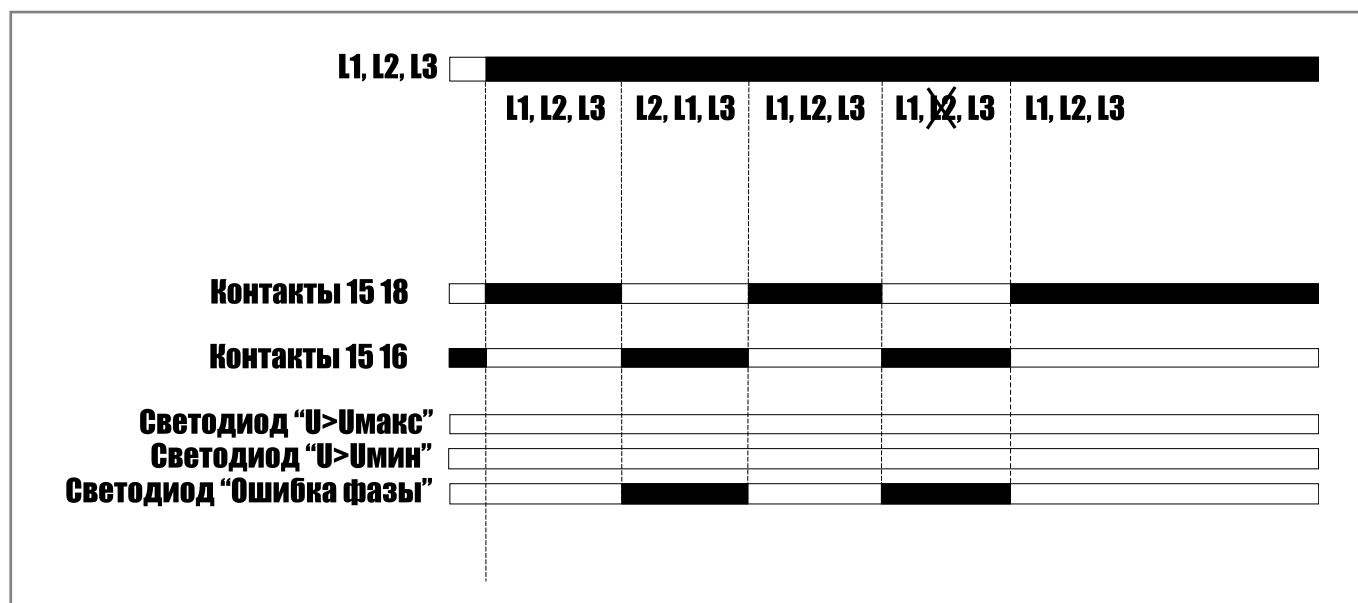 L1, L2, L3
L1, L2, L3 L2, L1, L3 L1, L2, L3 L1, L2, L3 L1, L2, L3
Контакты 15 18
Контакты 15 16
Светодиод “U>Uмакс”
Светодиод “U>Uмин”
Светодиод “Ошибка фазы”